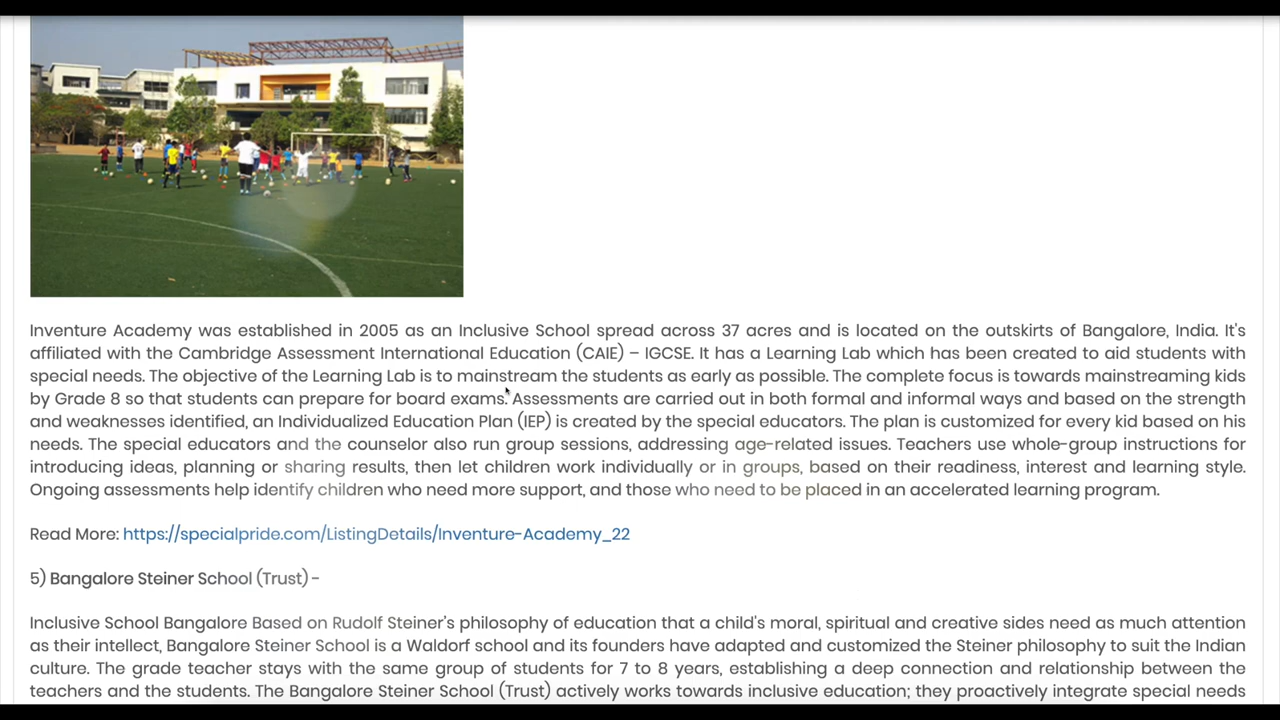 Inventure Academy was established in 2005 as an Inclusive School spread across 37 acres and is located on the outskirts of Bangalore, India. It's
affiliated with the Cambridge Assessment International Education (CAIE) – IGCSE. It has a Learning Lab which has been created to aid students with
special needs. The objective of the Learning Lab is to mainstream the students as early as possible. The complete focus is towards mainstreaming kids
by Grade 8 so that students can prepare for board exams. Assessments are carried out in both formal and informal ways and based on the strength
and weaknesses identified, an Individualized Education Plan (IEP) is created by the special educators. The plan is customized for every kid based on his
needs. The special educators and the counselor also run group sessions, addressing age-related issues. Teachers use whole-group instructions for
introducing ideas, planning or sharing results, then let children work individually or in groups, based on their readiness, interest and learning style.
Ongoing assessments help identify children who need more support, and those who need to be placed in an accelerated learning program.
Read More: https://specialpride.com/ListingDetails/Inventure-Academy_22
5) Bangalore Steiner School (Trust) -
Inclusive School Bangalore Based on Rudolf Steiner's philosophy of education that a child's moral, spiritual and creative sides need as much attention
as their intellect, Bangalore Steiner School is a Waldorf school and its founders have adapted and customized the Steiner philosophy to suit the Indian
culture. The grade teacher stays with the same group of students for 7 to 8 years, establishing a deep connection and relationship between the
teachers and the students. The Bangalore Steiner School (Trust) actively works towards inclusive education; they proactively integrate special needs